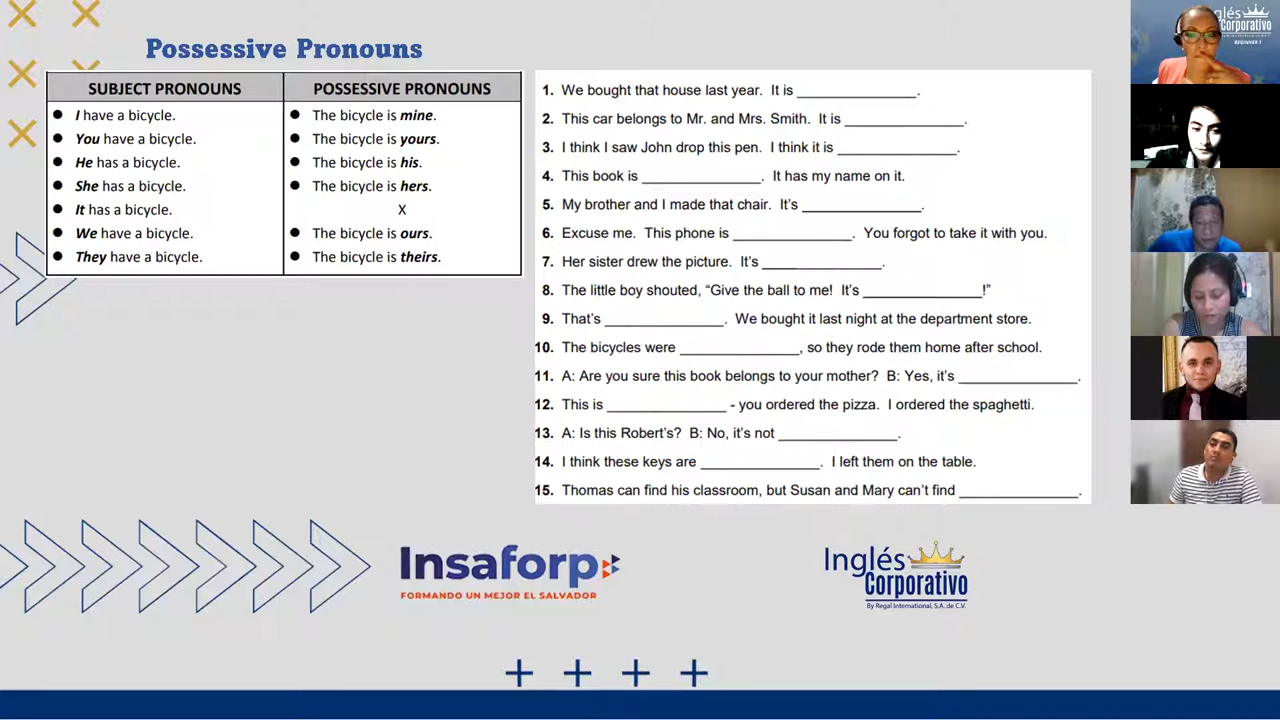 Possessive Pronouns
SUBJECT PRONOUNS
I have a bicycle.
You have a bicycle.
He has a bicycle.
She has a bicycle.
It has a bicycle.
We have a bicycle.
They have a bicycle.
POSSESSIVE PRONOUNS
The bicycle is mine.
The bicycle is yours.
The bicycle is his.
The bicycle is hers.
X
The bicycle is ours.
The bicycle is theirs.
1. We bought that house last year. It is ______________.
2. This car belongs to Mr. and Mrs. Smith. It is ______________.
3. I think I saw John drop this pen. I think it is ______________.
4. This book is ______________. It has my name on it.
5. My brother and I made that chair. It's ______________.
6. Excuse me. This phone is ______________. You forgot to take it with you.
7. Her sister drew the picture. It's ______________.
8. The little boy shouted, “Give the ball to me! It's ______________!”
9. That's ______________. We bought it last night at the department store.
10. The bicycles were ______________, so they rode them home after school.
11. A: Are you sure this book belongs to your mother? B: Yes, it's ______________.
12. This is ______________ - you ordered the pizza. I ordered the spaghetti.
13. A: Is this Robert's? B: No, it's not ______________.
14. I think these keys are ______________. I left them on the table.
15. Thomas can find his classroom, but Susan and Mary can't find ______________.
Insaforp
FORMANDO UN MEJOR EL SALVADOR
Inglés
Corporativo
By Regal International, S.A. de C.V.
glés
Corporativo
BEGINNER 1